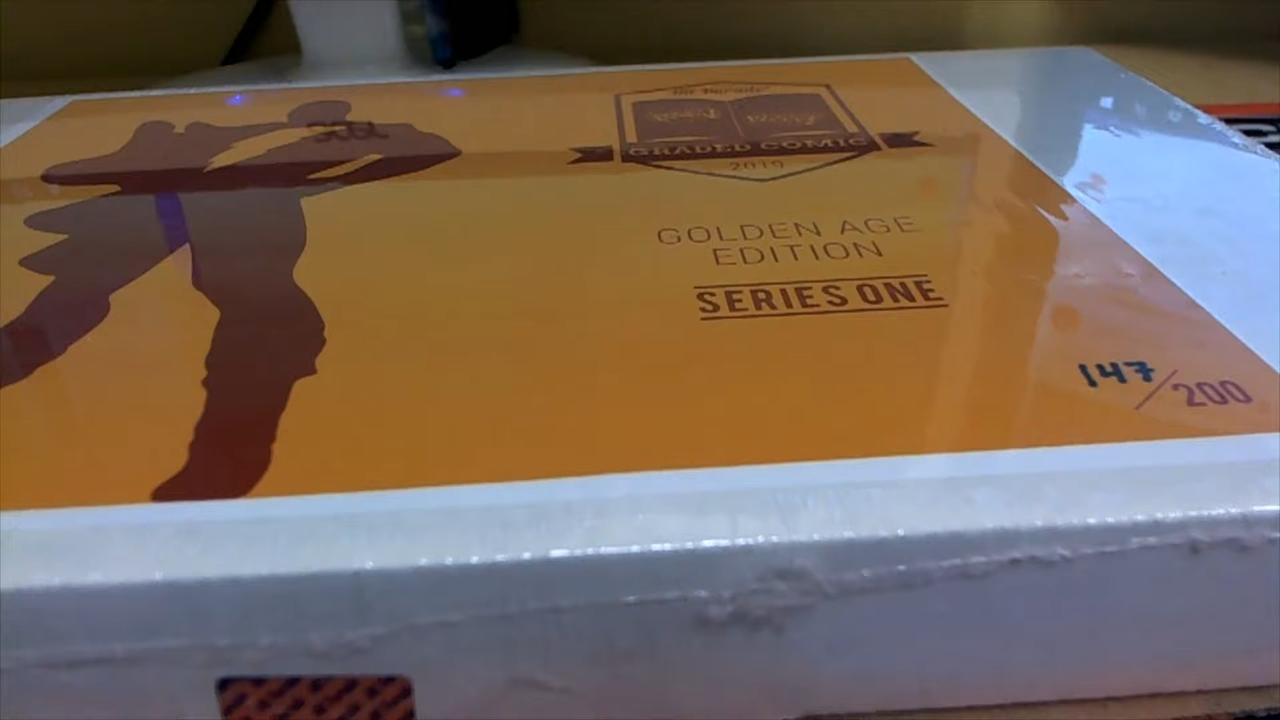 GRADED COMIC
2019
GOLDEN AGE
EDITION
SERIES ONE
147/200